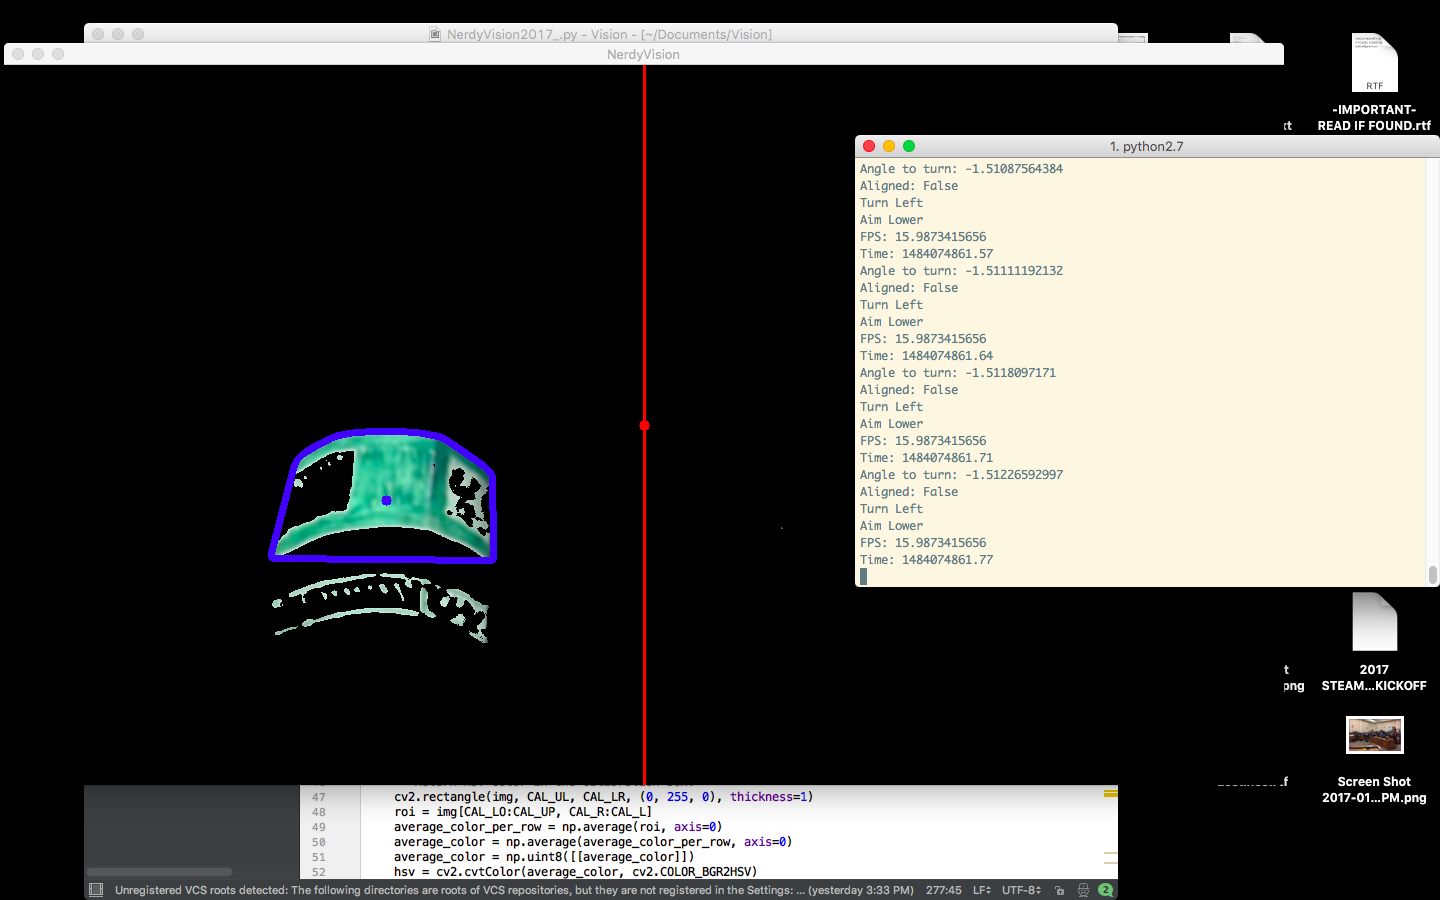 NerdyVision2017_.py - Vision - [~/Documents/Vision]
NerdyVision
RTF
-IMPORTANT-
READ IF FOUND.rtf
xt
1. python2.7
Angle to turn: -1.51087564384
Aligned: False
Turn Left
Aim Lower
FPS: 15.9873415656
Time: 1484074861.57
Angle to turn: -1.51111192132
Aligned: False
Turn Left
Aim Lower
FPS: 15.9873415656
Time: 1484074861.64
Angle to turn: -1.5118097171
Aligned: False
Turn Left
Aim Lower
FPS: 15.9873415656
Time: 1484074861.71
Angle to turn: -1.51226592997
Aligned: False
Turn Left
Aim Lower
FPS: 15.9873415656
Time: 1484074861.77
t
png
2017
STEAM...KICKOFF
Screen Shot
2017-01...PM.png
47 cv2.rectangle(img, CAL_UL, CAL_LR, (0, 255, 0), thickness=1)
48 roi = img[CAL_LO:CAL_UP, CAL_R:CAL_L]
49 average_color_per_row = np.average(roi, axis=0)
50 average_color = np.average(average_color_per_row, axis=0)
51 average_color = np.uint8([[average_color]])
52 hsv = cv2.cvtColor(average_color, cv2.COLOR_BGR2HSV)
Unregistered VCS roots detected: The following directories are roots of VCS repositories, but they are not registered in the Settings: ... (yesterday 3:33 PM) 277:45 LF UTF-8 2